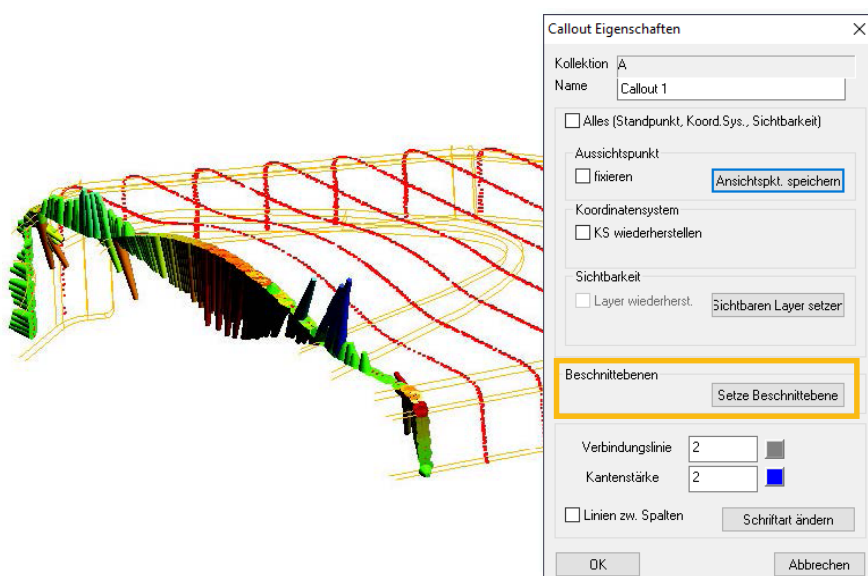 Callout Eigenschaften
Kollektion A
Name Callout 1
Alles (Standpunkt, Koord.Sys., Sichtbarkeit)
Aussichtspunkt
fixieren Ansichtspkt. speichern
Koordinatensystem
KS wiederherstellen
Sichtbarkeit
Layer wiederherst. Sichtbaren Layer setzen
Beschnittebenen
Setze Beschnittebene
Verbindungslinie 2
Kantenstärke 2
Linien zw. Spalten Schriftart ändern
OK Abbrechen